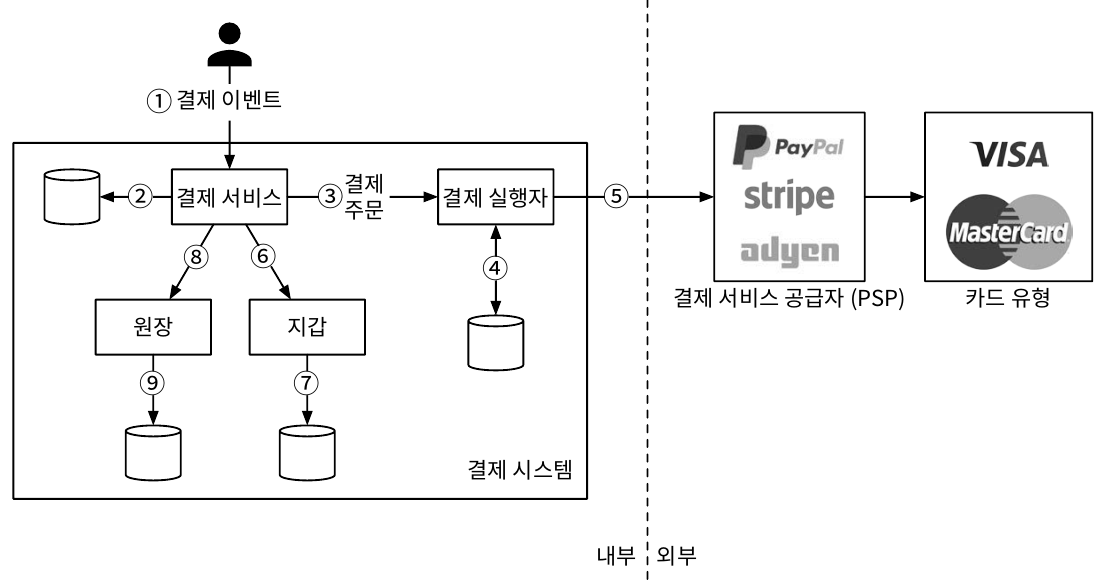 ① 결제 이벤트
② 결제 서비스 ③ 결제
주문
결제 실행자 ⑤
PayPal
stripe
adyen
VISA
MasterCard
⑧ ⑥ ④
결제 서비스 공급자 (PSP)
카드 유형
원장
지갑
⑨ ⑦
결제 시스템
내부
외부